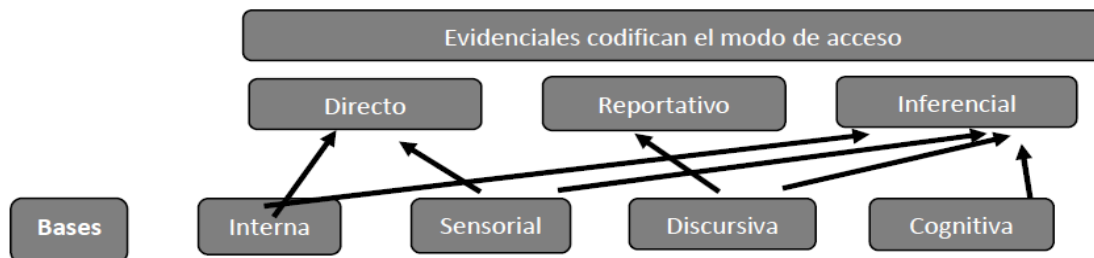 Evidenciales codifican el modo de acceso
Directo
Reportativo
Inferencial
Bases
Interna
Sensorial
Discursiva
Cognitiva